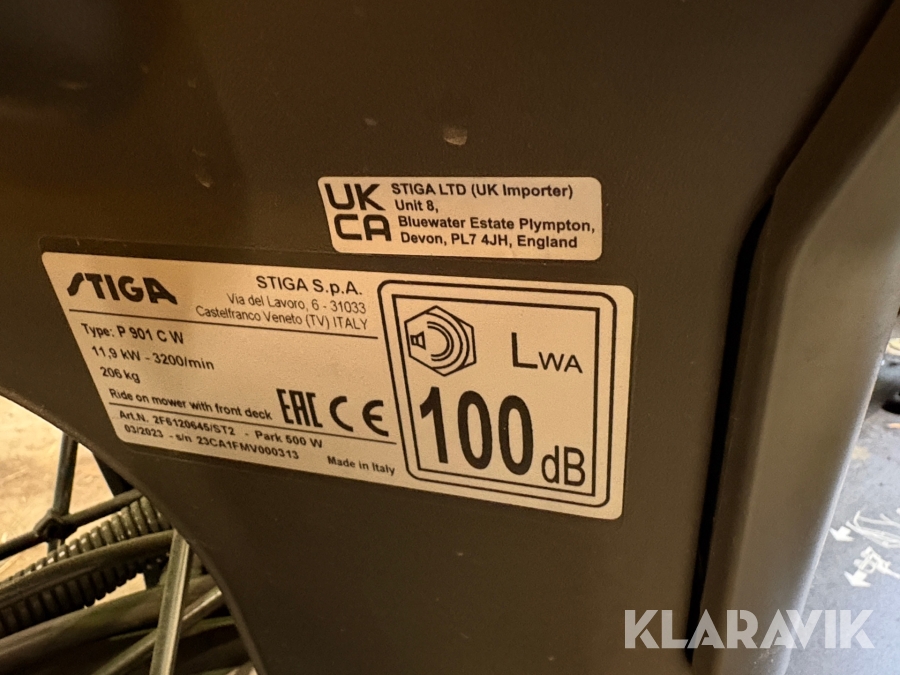 UK
CA
STIGA LTD (UK Importer)
Unit 8,
Bluewater Estate Plympton,
Devon, PL7 4JH, England
STIGA
STIGA S.p.A.
Via del Lavoro, 6 - 31033
Castelfranco Veneto (TV) ITALY
Type: P 901 C W
11,9 kW - 3200/min
206 kg
Ride on mower with front deck
EAC CE
Art.N. 2F6120645/ST2 - Park 500 W
03/2023 - s/n 23CA1FMV000313
Made in Italy
LWA
100 dB
KLARAVIK